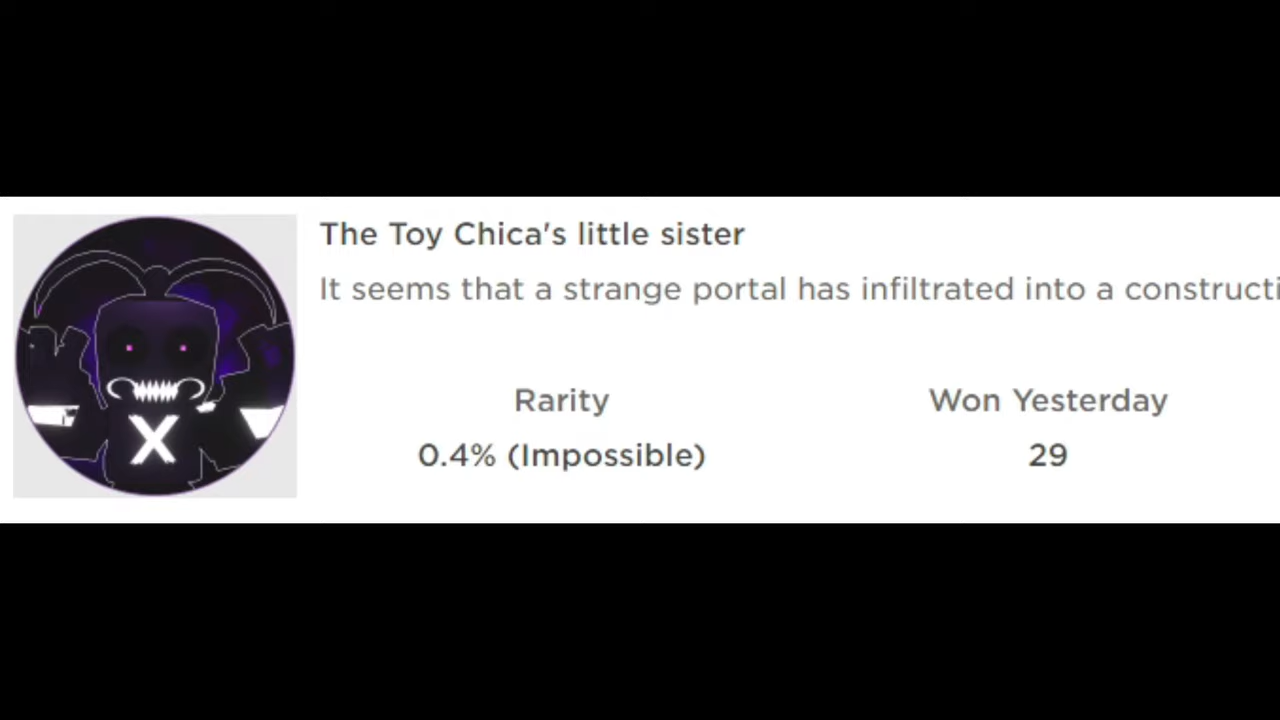 The Toy Chica's little sister
It seems that a strange portal has infiltrated into a constructi
Rarity
Won Yesterday
0.4% (Impossible)
29
X